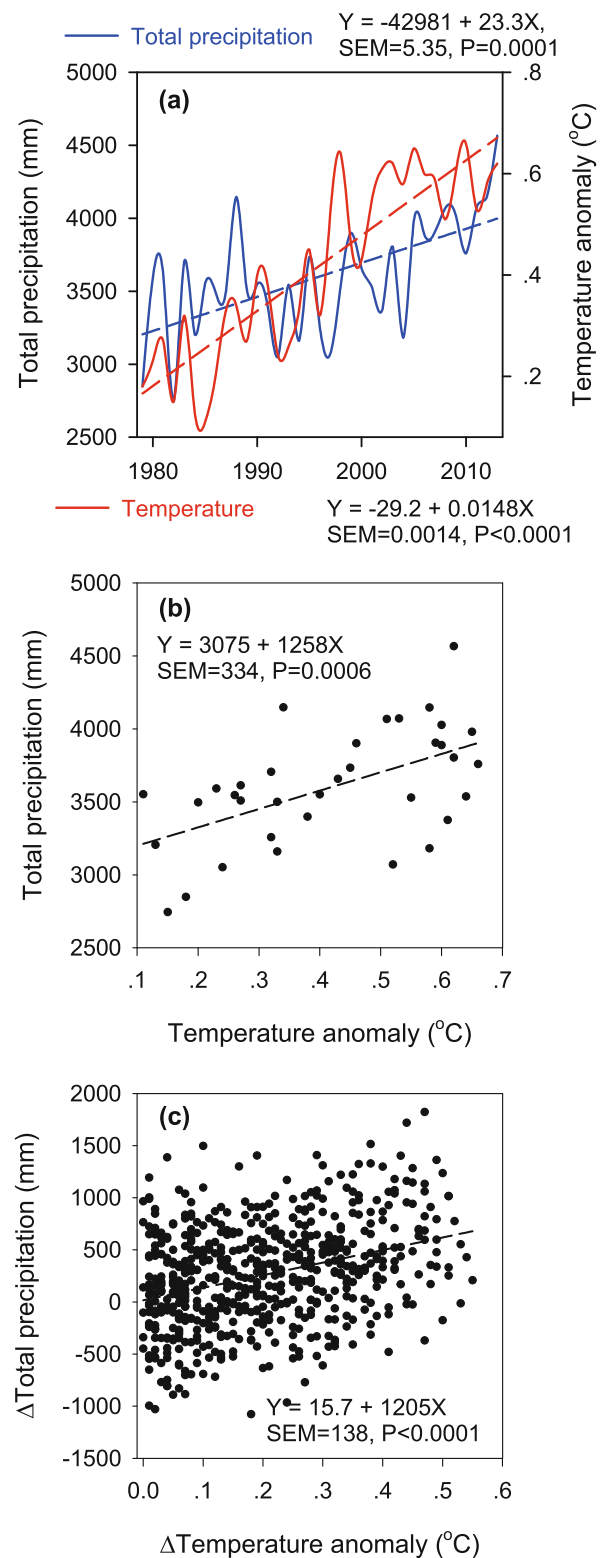 Total precipitation
Y = -42981 + 23.3X,
SEM=5.35, P=0.0001
(a)
5000
4500
4000
3500
3000
2500
Total precipitation (mm)
.8
.6
.4
.2
Temperature anomaly (°C)
1980 1990 2000 2010
Temperature
Y = -29.2 + 0.0148X
SEM=0.0014, P<0.0001
(b)
Y = 3075 + 1258X
SEM=334, P=0.0006
5000
4500
4000
3500
3000
2500
Total precipitation (mm)
.1 .2 .3 .4 .5 .6 .7
Temperature anomaly (°C)
(c)
2000
1500
1000
500
0
-500
-1000
-1500
ΔTotal precipitation (mm)
Y = 15.7 + 1205X
SEM=138, P<0.0001
0.0 .1 .2 .3 .4 .5 .6
ΔTemperature anomaly (°C)